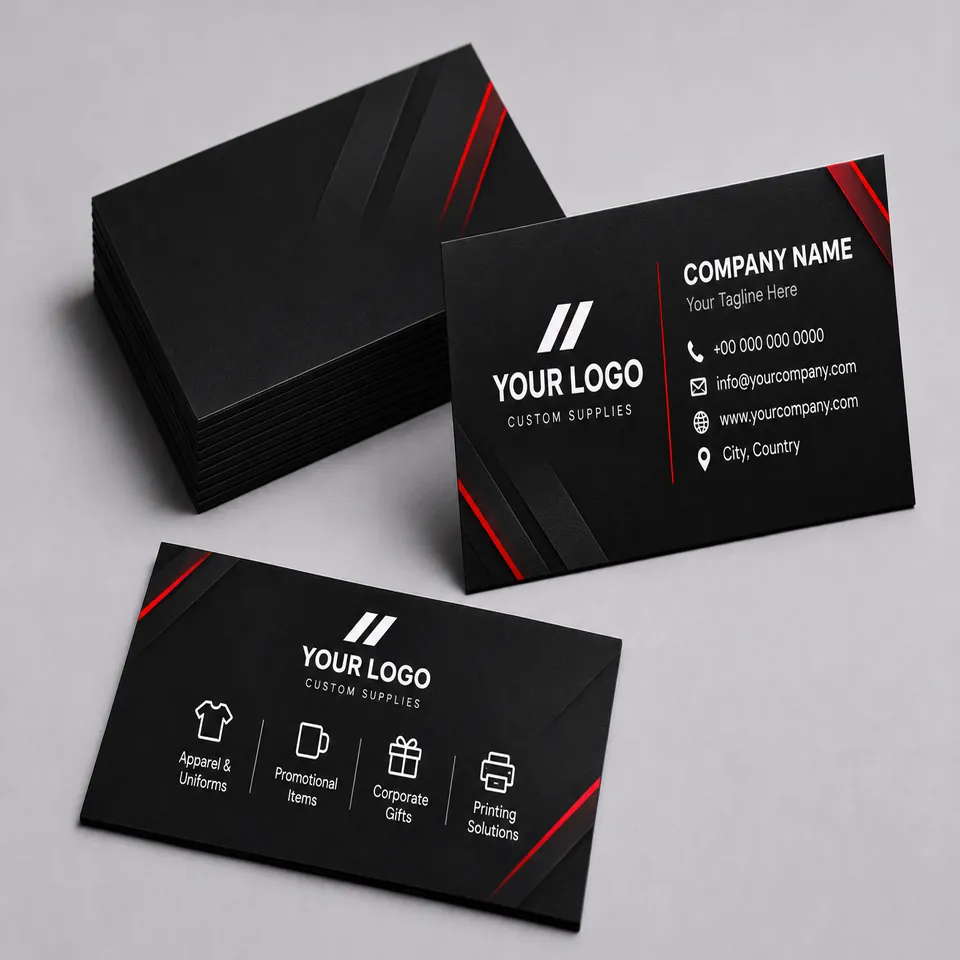 YOUR LOGO
CUSTOM SUPPLIES
COMPANY NAME
Your Tagline Here
+00 000 000 0000
info@yourcompany.com
www.yourcompany.com
City, Country
YOUR LOGO
CUSTOM SUPPLIES
Apparel &
Uniforms
Promotional
Items
Corporate
Gifts
Printing
Solutions